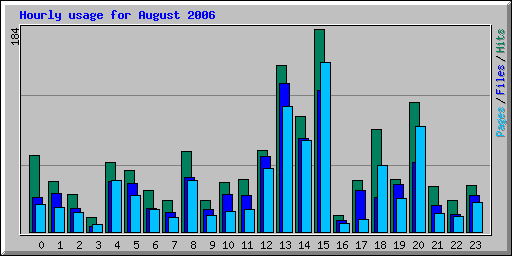 Hourly usage for August 2006
184
Pages / Files / Hits
0 1 2 3 4 5 6 7 8 9 10 11 12 13 14 15 16 17 18 19 20 21 22 23